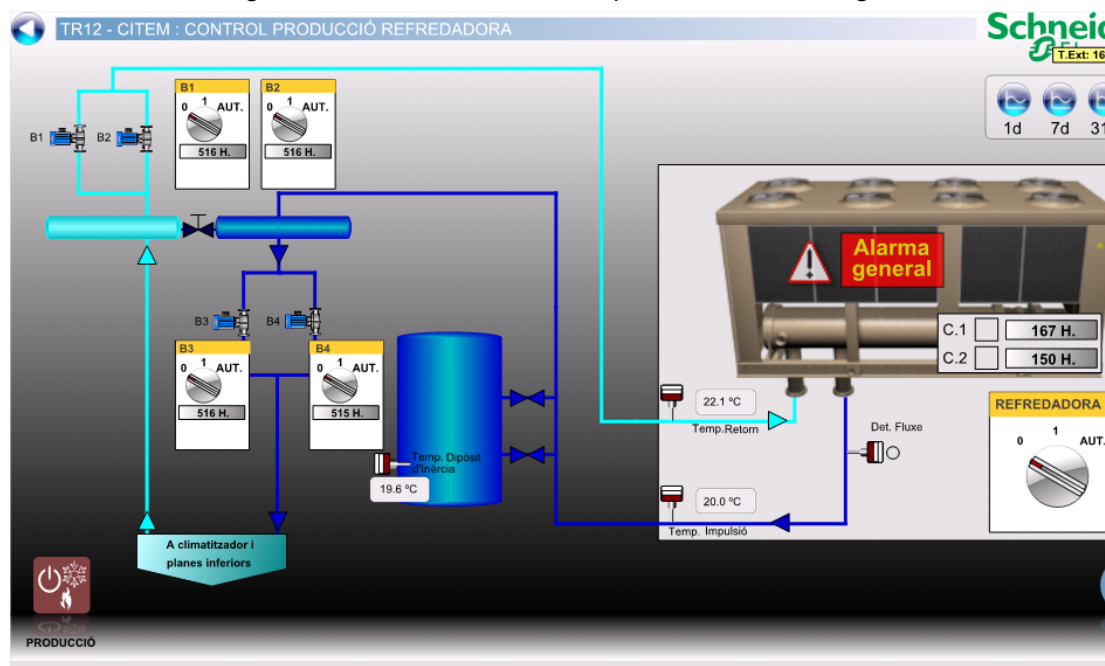 TR12 - CITEM : CONTROL PRODUCCIÓ REFREDADORA
Schneid
T.Ext: 16
1d 7d 31
B1 B2
B1
0 1 AUT.
516 H.
B2
0 1 AUT.
516 H.
Alarma
general
C.1 167 H.
C.2 150 H.
B3 B4
B3
0 1 AUT.
516 H.
B4
0 1 AUT.
515 H.
22.1 ºC
Temp.Retorn
Det. Fluxe
REFREDADORA
0 1 AUT.
Temp. Dipòsit
d'Inèrcia
19.6 ºC
20.0 ºC
Temp. Impulsió
A climatitzador i
planes inferiors
PRODUCCIÓ